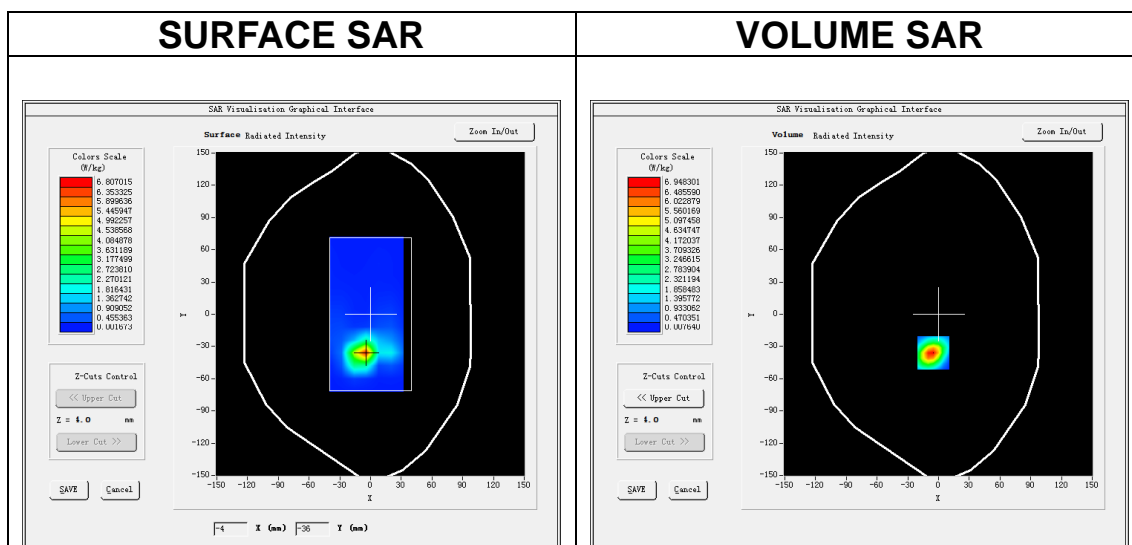 SURFACE SAR
VOLUME SAR
SAR Visualisation Graphical Interface
Surface Radiated Intensity
Zoom In/Out
Colors Scale
(W/kg)
6.807015
6.353325
5.899636
5.445947
4.992257
4.538568
4.084878
3.631189
3.177499
2.723810
2.270121
1.816431
1.362742
0.909052
0.455363
0.001673
Z-Cuts Control
<< Upper Cut
Z = 4.0 mm
Lower Cut >>
SAVE Cancel
150
120
90
60
30
0
-30
-60
-90
-120
-150
Y
-150 -120 -90 -60 -30 0 30 60 90 120 150
X
-4 X (mm) -36 Y (mm)
SAR Visualisation Graphical Interface
Volume Radiated Intensity
Zoom In/Out
Colors Scale
(W/kg)
6.948301
6.485590
6.022879
5.560169
5.097458
4.634747
4.172037
3.709326
3.246615
2.783904
2.321194
1.858483
1.395772
0.933062
0.470351
0.007640
Z-Cuts Control
<< Upper Cut
Z = 4.0 mm
Lower Cut >>
SAVE Cancel
150
120
90
60
30
0
-30
-60
-90
-120
-150
Y
-150 -120 -90 -60 -30 0 30 60 90 120 150
X